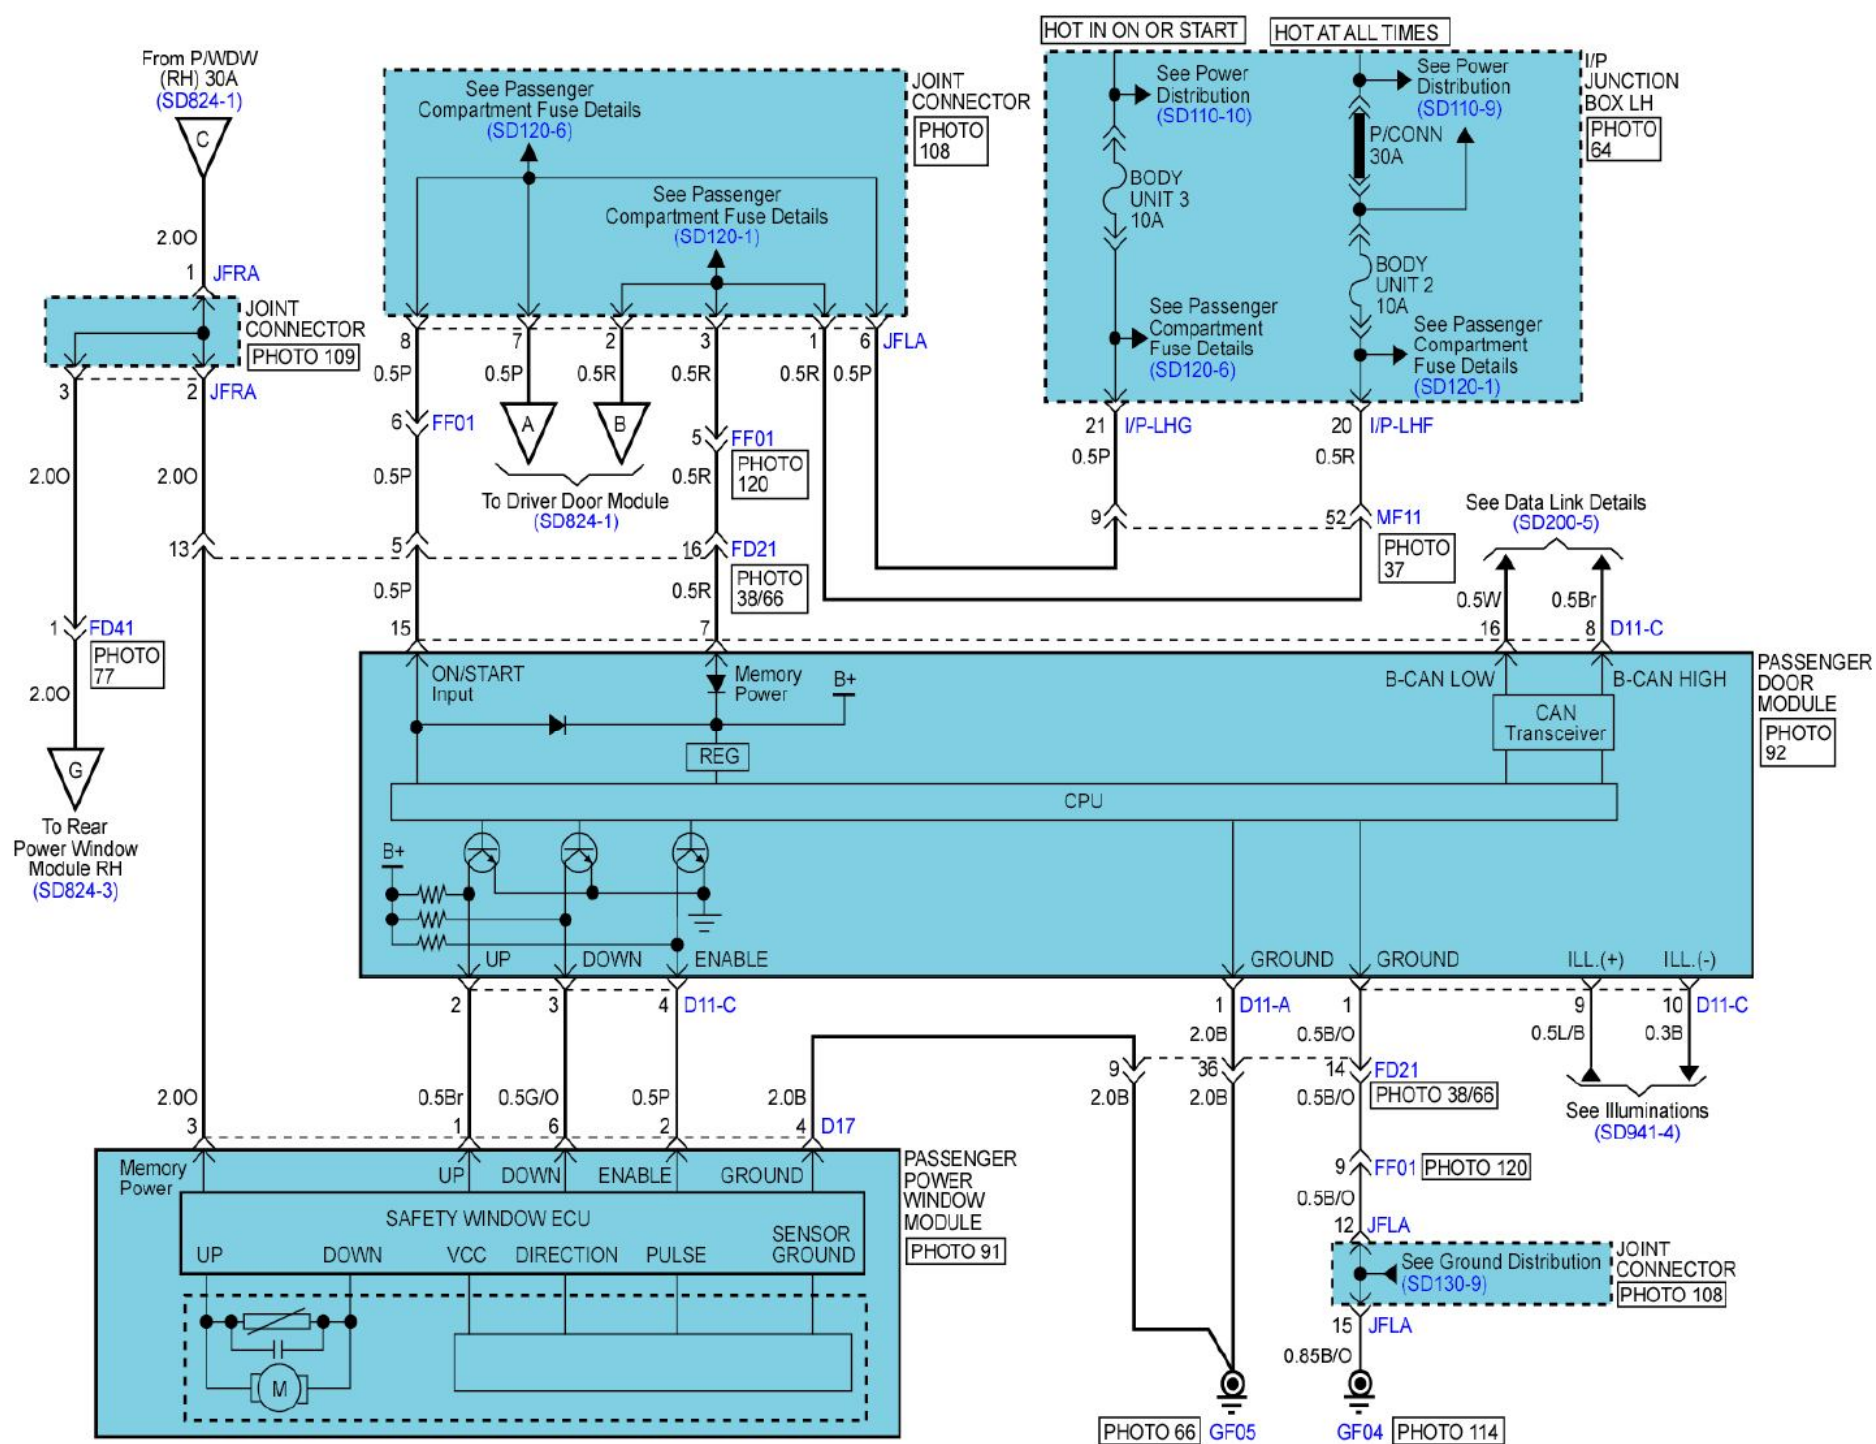 HOT IN ON OR START
HOT AT ALL TIMES
From P/WDW
(RH) 30A
(SD824-1)
C
2.0O
1 JFRA
JOINT
CONNECTOR
PHOTO 109
3
2 JFRA
2.0O
2.0O
13
1 FD41
PHOTO
77
2.0O
G
To Rear
Power Window
Module RH
(SD824-3)
See Passenger
Compartment Fuse Details
(SD120-6)
See Passenger
Compartment Fuse Details
(SD120-1)
JOINT
CONNECTOR
PHOTO
108
8 7 2 3 1 6 JFLA
0.5P 0.5P 0.5R 0.5R 0.5R 0.5P
6 FF01
A
B
5 FF01
PHOTO
120
0.5P
0.5R
To Driver Door Module
(SD824-1)
5
16 FD21
PHOTO
38/66
0.5P
0.5R
15
7
See Power
Distribution
(SD110-10)
BODY
UNIT 3
10A
See Passenger
Compartment
Fuse Details
(SD120-6)
See Power
Distribution
(SD110-9)
P/CONN
30A
BODY
UNIT 2
10A
See Passenger
Compartment
Fuse Details
(SD120-1)
I/P
JUNCTION
BOX LH
PHOTO
64
21 I/P-LHG
20 I/P-LHF
0.5P
0.5R
9
52 MF11
PHOTO
37
See Data Link Details
(SD200-5)
0.5W
0.5Br
16
8 D11-C
ON/START
Input
Memory
Power
B+
REG
B-CAN LOW
B-CAN HIGH
CAN
Transceiver
CPU
PASSENGER
DOOR
MODULE
PHOTO
92
B+
UP
DOWN
ENABLE
GROUND
GROUND
ILL.(+)
ILL.(-)
2 3 4 D11-C
1 D11-A
1
9
10 D11-C
2.0B
0.5B/O
0.5L/B
0.3B
9
36
14 FD21
PHOTO 38/66
2.0B
2.0B
0.5B/O
See Illuminations
(SD941-4)
2.0O
0.5Br
0.5G/O
0.5P
2.0B
3 1 6 2 4 D17
9 FF01 PHOTO 120
0.5B/O
12 JFLA
See Ground Distribution
(SD130-9)
JOINT
CONNECTOR
PHOTO 108
15 JFLA
0.85B/O
PHOTO 66 GF05
GF04 PHOTO 114
Memory
Power
UP
DOWN
ENABLE
GROUND
PASSENGER
POWER
WINDOW
MODULE
PHOTO 91
SAFETY WINDOW ECU
UP
DOWN
VCC
DIRECTION
PULSE
SENSOR
GROUND
M